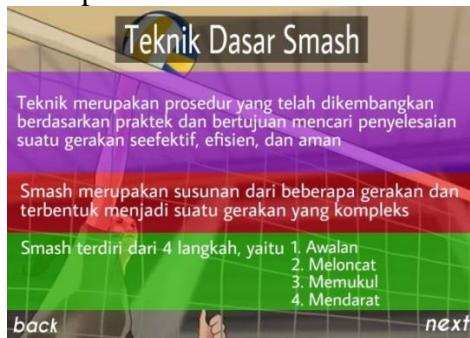 Teknik Dasar Smash
Teknik merupakan prosedur yang telah dikembangkan
berdasarkan praktek dan bertujuan mencari penyelesaian
suatu gerakan seefektif, efisien, dan aman
Smash merupakan susunan dari beberapa gerakan dan
terbentuk menjadi suatu gerakan yang kompleks
Smash terdiri dari 4 langkah, yaitu 1. Awalan
2. Meloncat
3. Memukul
4. Mendarat
back
next